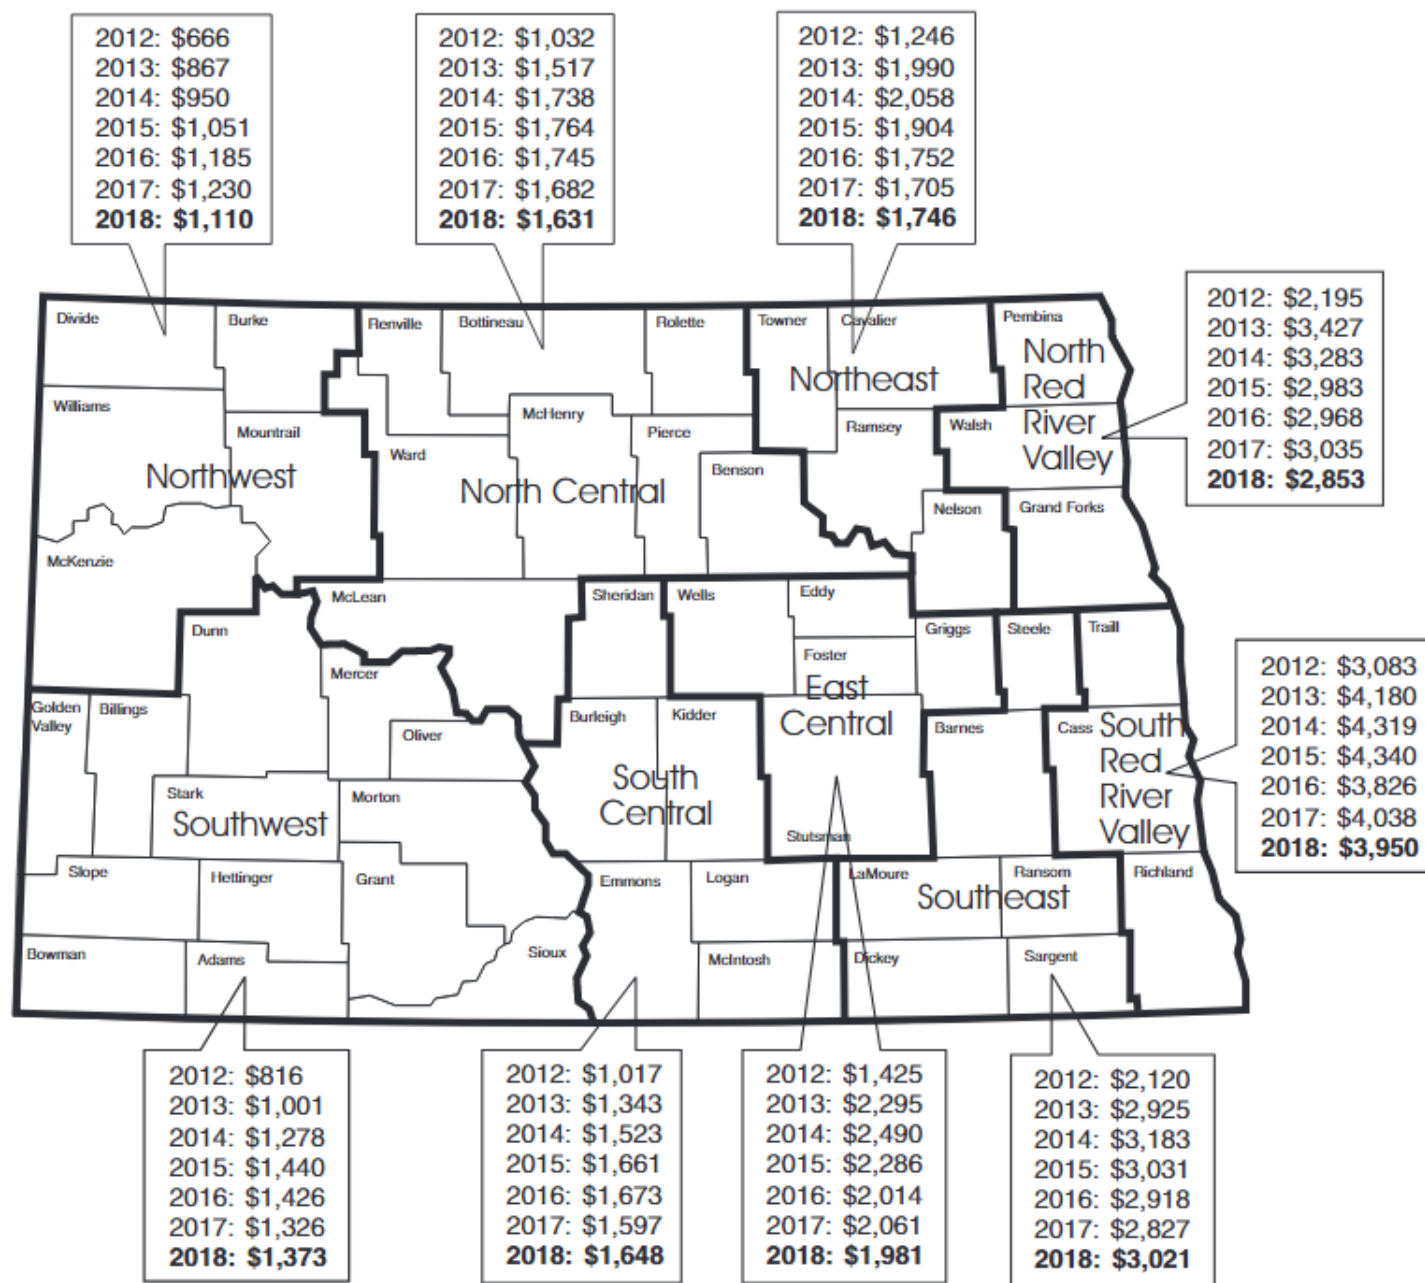 2012: $666
2013: $867
2014: $950
2015: $1,051
2016: $1,185
2017: $1,230
2018: $1,110
2012: $1,032
2013: $1,517
2014: $1,738
2015: $1,764
2016: $1,745
2017: $1,682
2018: $1,631
2012: $1,246
2013: $1,990
2014: $2,058
2015: $1,904
2016: $1,752
2017: $1,705
2018: $1,746
2012: $2,195
2013: $3,427
2014: $3,283
2015: $2,983
2016: $2,968
2017: $3,035
2018: $2,853
Divide
Burke
Renville
Bottineau
Rolette
Towner
Cavalier
Pembina
North
Red
River
Valley
Northeast
Williams
Mountrail
McHenry
Pierce
Ramsey
Walsh
Ward
Benson
Northwest
North Central
Nelson
Grand Forks
McKenzie
McLean
Sheridan
Wells
Eddy
Dunn
Griggs
Steele
Traill
Mercer
Foster
East
Central
Golden
Valley
Billings
Burleigh
Kidder
Barnes
Cass
South
Red
River
Valley
Oliver
South
Central
Stark
Morton
Southwest
Stutsman
Slope
Hettinger
Grant
Emmons
Logan
LaMoure
Ransom
Richland
Southeast
Bowman
Adams
Sioux
McIntosh
Dickey
Sargent
2012: $3,083
2013: $4,180
2014: $4,319
2015: $4,340
2016: $3,826
2017: $4,038
2018: $3,950
2012: $816
2013: $1,001
2014: $1,278
2015: $1,440
2016: $1,426
2017: $1,326
2018: $1,373
2012: $1,017
2013: $1,343
2014: $1,523
2015: $1,661
2016: $1,673
2017: $1,597
2018: $1,648
2012: $1,425
2013: $2,295
2014: $2,490
2015: $2,286
2016: $2,014
2017: $2,061
2018: $1,981
2012: $2,120
2013: $2,925
2014: $3,183
2015: $3,031
2016: $2,918
2017: $2,827
2018: $3,021